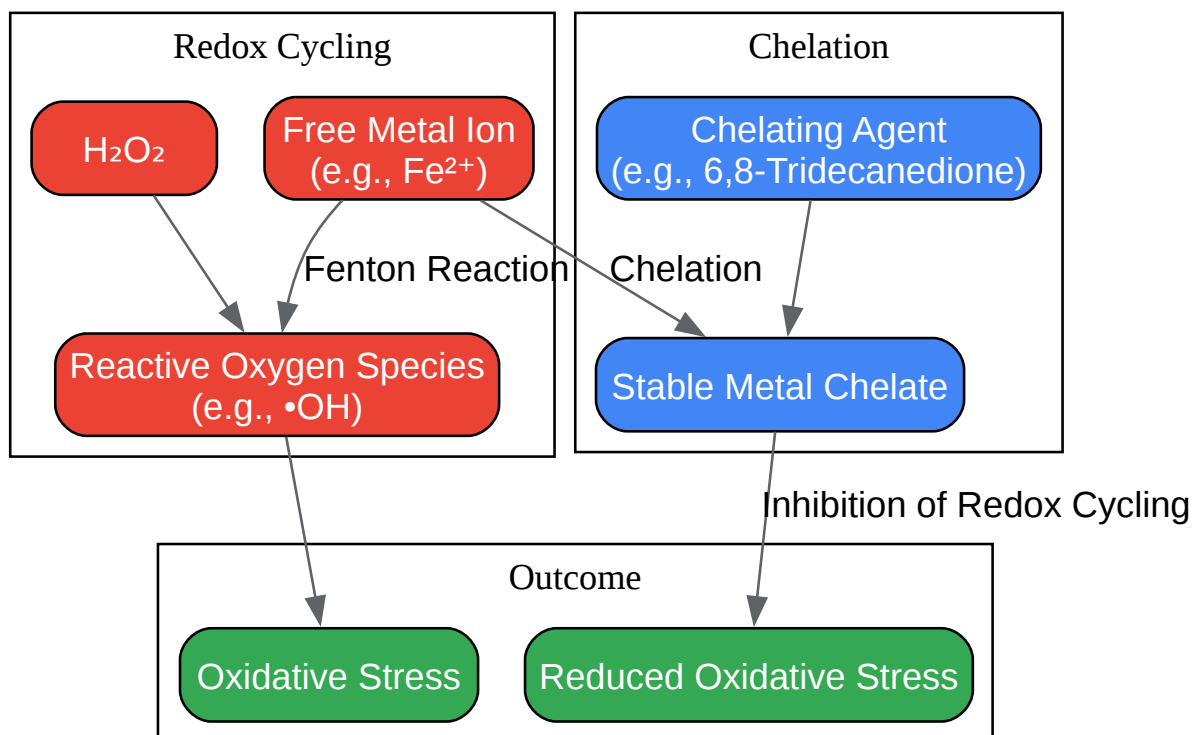 Redox Cycling
Chelation
H₂O₂
Free Metal Ion
(e.g., Fe²⁺)
Chelating Agent
(e.g., 6,8-Tridecanedione)
Fenton Reaction
Chelation
Reactive Oxygen Species
(e.g., •OH)
Stable Metal Chelate
Inhibition of Redox Cycling
Outcome
Oxidative Stress
Reduced Oxidative Stress